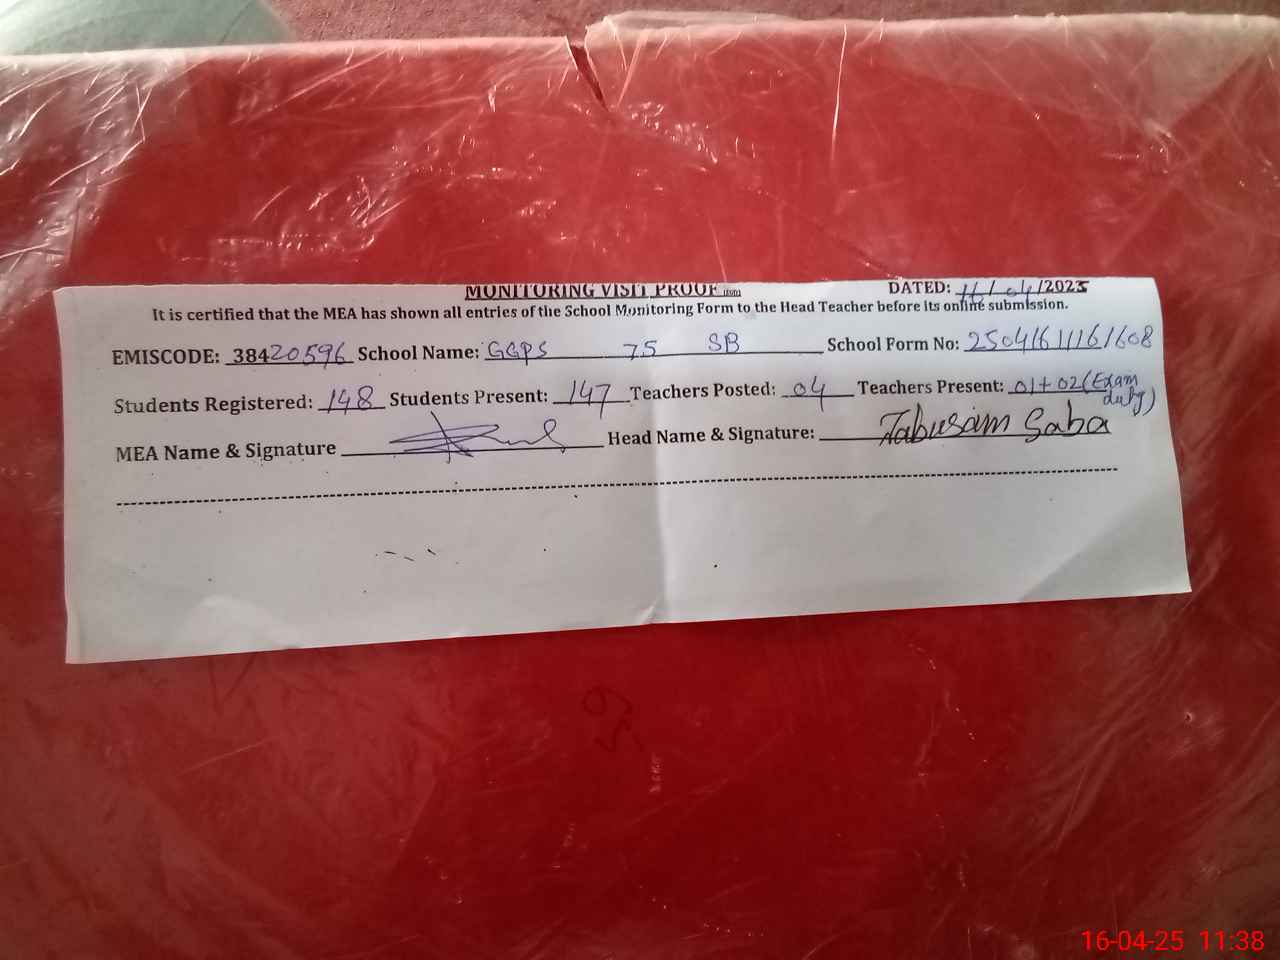 MONITORING VISIT PROOF DATED: 11/04/2025
It is certified that the MEA has shown all entries of the School Monitoring Form to the Head Teacher before its online submission.
EMISCODE: 38420596 School Name: GGPS 75 SB School Form No: 25041611161608
Students Registered: 148 Students Present: 147 Teachers Posted: 04 Teachers Present: 01+02 (Exam duty)
MEA Name & Signature Head Name & Signature: Tabusam Saba
16-04-25 11:38